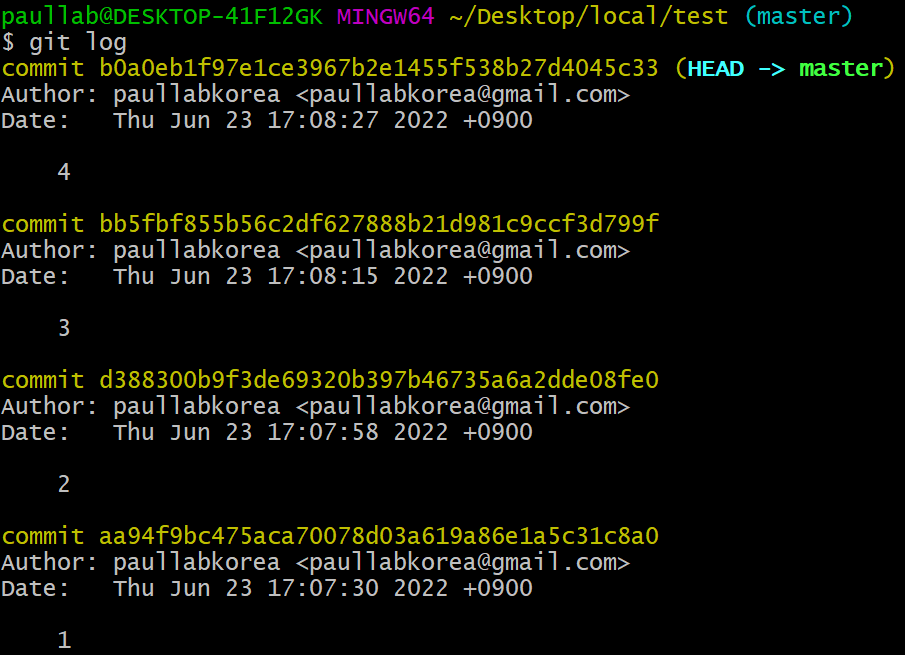 paullab@DESKTOP-41F12GK MINGW64 ~/Desktop/local/test (master)
$ git log
commit b0a0eb1f97e1ce3967b2e1455f538b27d4045c33 (HEAD -> master)
Author: paullabkorea <paullabkorea@gmail.com>
Date:   Thu Jun 23 17:08:27 2022 +0900
4
commit bb5fbf855b56c2df627888b21d981c9ccf3d799f
Author: paullabkorea <paullabkorea@gmail.com>
Date:   Thu Jun 23 17:08:15 2022 +0900
3
commit d388300b9f3de69320b397b46735a6a2dde08fe0
Author: paullabkorea <paullabkorea@gmail.com>
Date:   Thu Jun 23 17:07:58 2022 +0900
2
commit aa94f9bc475aca70078d03a619a86e1a5c31c8a0
Author: paullabkorea <paullabkorea@gmail.com>
Date:   Thu Jun 23 17:07:30 2022 +0900
1